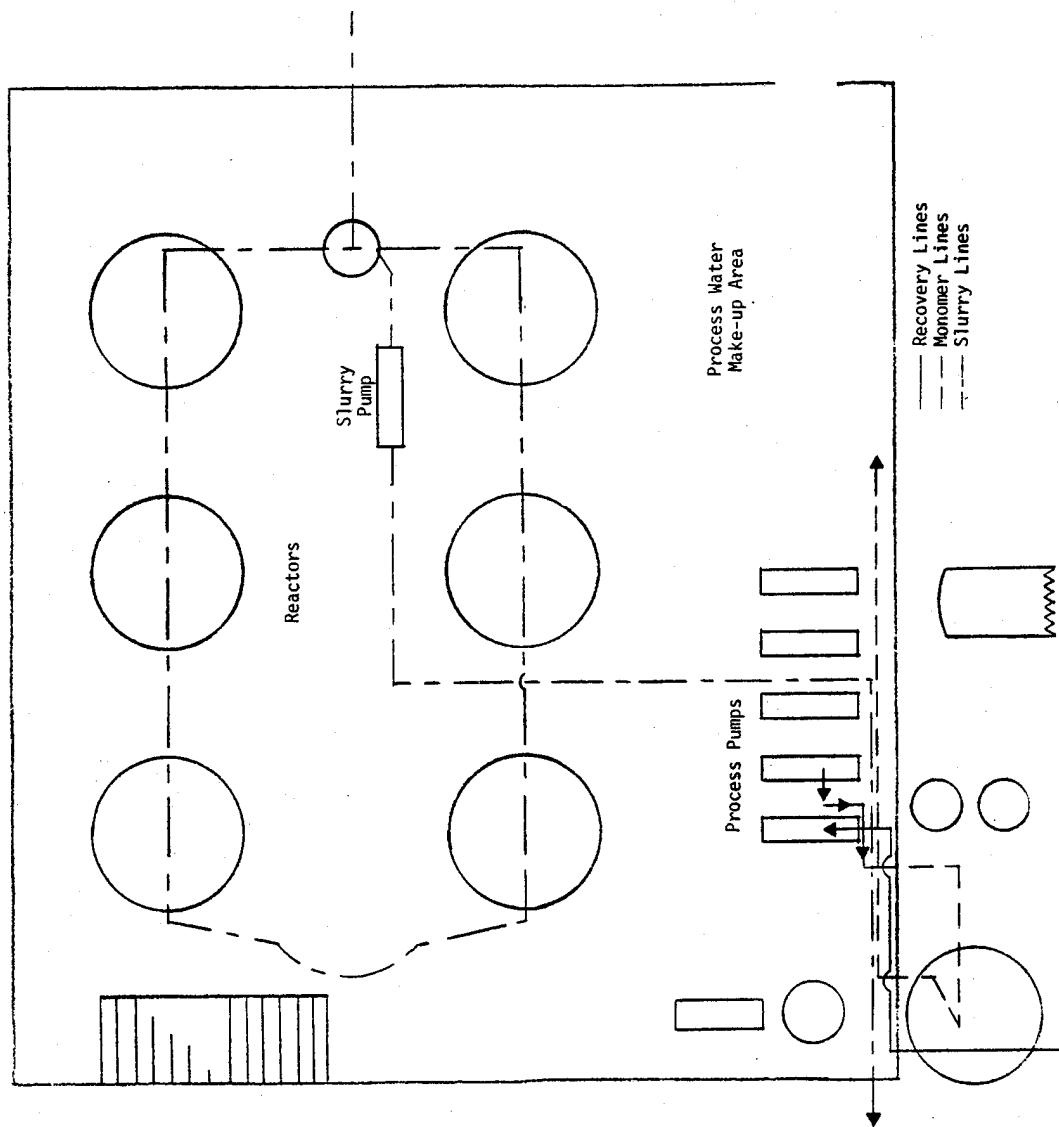 Reactors
Slurry
Pump
Process Water
Make-up Area
Process Pumps
Recovery Lines
Monomer Lines
Slurry Lines